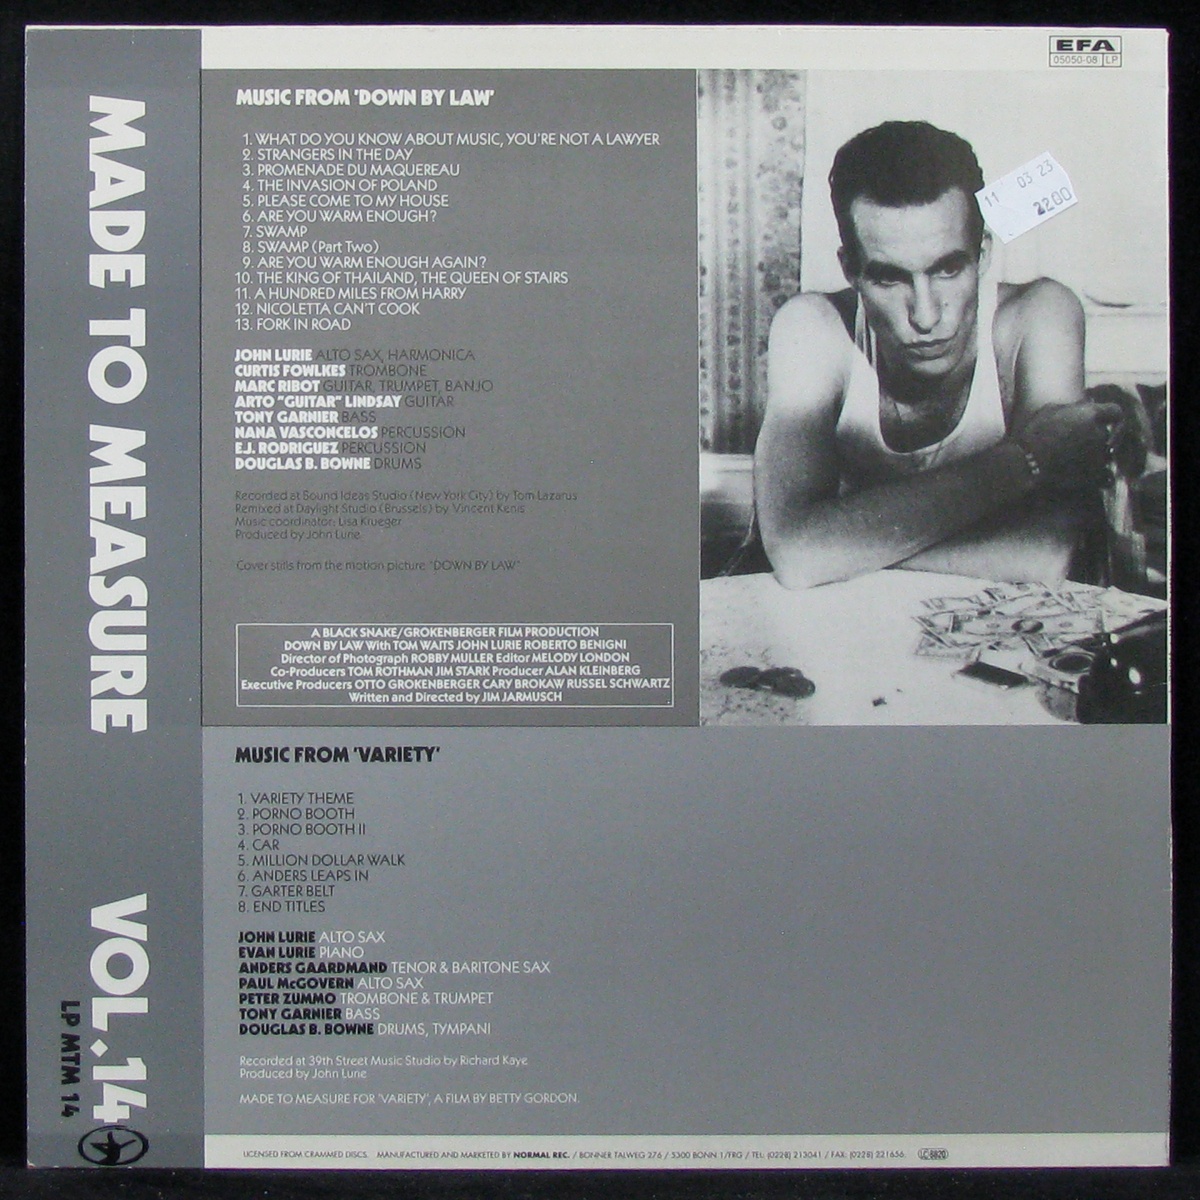 EFA
05050-08 LP
MADE TO MEASURE VOL.14
LP MTM 14
MUSIC FROM 'DOWN BY LAW'
1. WHAT DO YOU KNOW ABOUT MUSIC, YOU'RE NOT A LAWYER
2. STRANGERS IN THE DAY
3. PROMENADE DU MAQUEREAU
4. THE INVASION OF POLAND
5. PLEASE COME TO MY HOUSE
6. ARE YOU WARM ENOUGH?
7. SWAMP
8. SWAMP (Part Two)
9. ARE YOU WARM ENOUGH AGAIN?
10. THE KING OF THAILAND, THE QUEEN OF STAIRS
11. A HUNDRED MILES FROM HARRY
12. NICOLETTA CAN'T COOK
13. FORK IN ROAD
JOHN LURIE ALTO SAX, HARMONICA
CURTIS FOWLKES TROMBONE
MARC RIBOT GUITAR, TRUMPET, BANJO
ARTO "GUITAR" LINDSAY GUITAR
TONY GARNIER BASS
NANA VASCONCELOS PERCUSSION
E.J. RODRIGUEZ PERCUSSION
DOUGLAS B. BOWNE DRUMS
Recorded at Sound Ideas Studio (New York City) by Tom Lazarus
Remixed at Daylight Studio (Brussels) by Vincent Kenis
Music coordinator: Lisa Krueger
Produced by John Lurie
Cover stills from the motion picture "DOWN BY LAW"
A BLACK SNAKE/GROKENBERGER FILM PRODUCTION
DOWN BY LAW With TOM WAITS JOHN LURIE ROBERTO BENIGNI
Director of Photograph ROBBY MULLER Editor MELODY LONDON
Co-Producers TOM ROTHMAN JIM STARK Producer ALAN KLEINBERG
Executive Producers OTTO GROKENBERGER CARY BROKAW RUSSEL SCHWARTZ
Written and Directed by JIM JARMUSCH
11 03 23
2200
MUSIC FROM 'VARIETY'
1. VARIETY THEME
2. PORNO BOOTH
3. PORNO BOOTH II
4. CAR
5. MILLION DOLLAR WALK
6. ANDERS LEAPS IN
7. GARTER BELT
8. END TITLES
JOHN LURIE ALTO SAX
EVAN LURIE PIANO
ANDERS GAARDMAND TENOR & BARITONE SAX
PAUL McGOVERN ALTO SAX
PETER ZUMMO TROMBONE & TRUMPET
TONY GARNIER BASS
DOUGLAS B. BOWNE DRUMS, TYMPANI
Recorded at 39th Street Music Studio by Richard Kaye
Produced by John Lurie
MADE TO MEASURE FOR 'VARIETY', A FILM BY BETTY GORDON.
LICENSED FROM CRAMMED DISCS. MANUFACTURED AND MARKETED BY NORMAL REC. / BONNER TALWEG 276 / 5300 BONN 1/FRG / TEL: (0228) 213041 / FAX: (0228) 221656. LC-8820